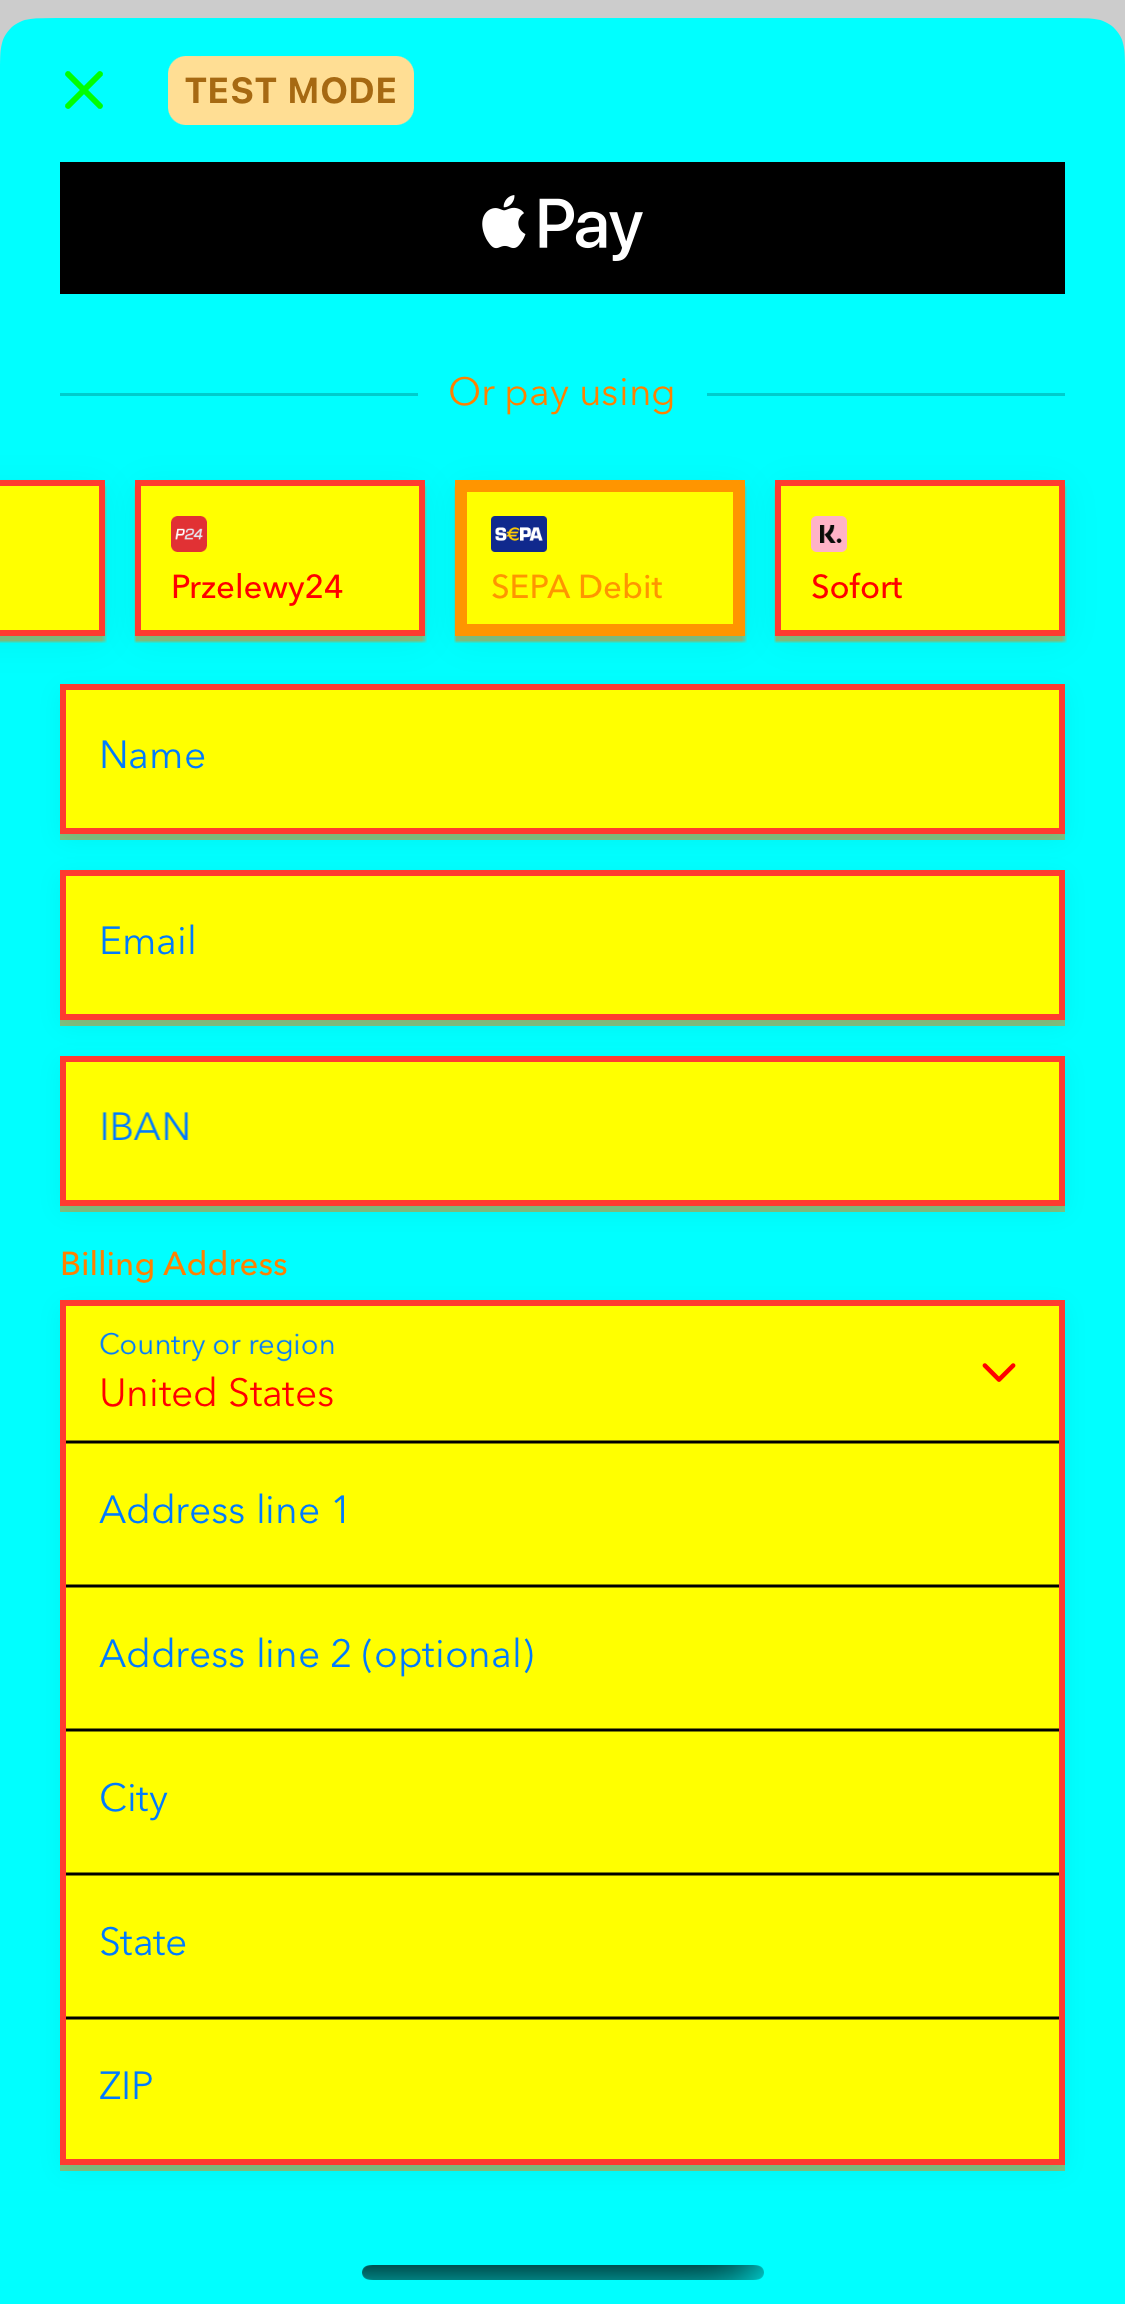 TEST MODE
Pay
Or pay using
P24
Przelewy24
S€PA
SEPA Debit
K.
Sofort
Name
Email
IBAN
Billing Address
Country or region
United States
Address line 1
Address line 2 (optional)
City
State
ZIP